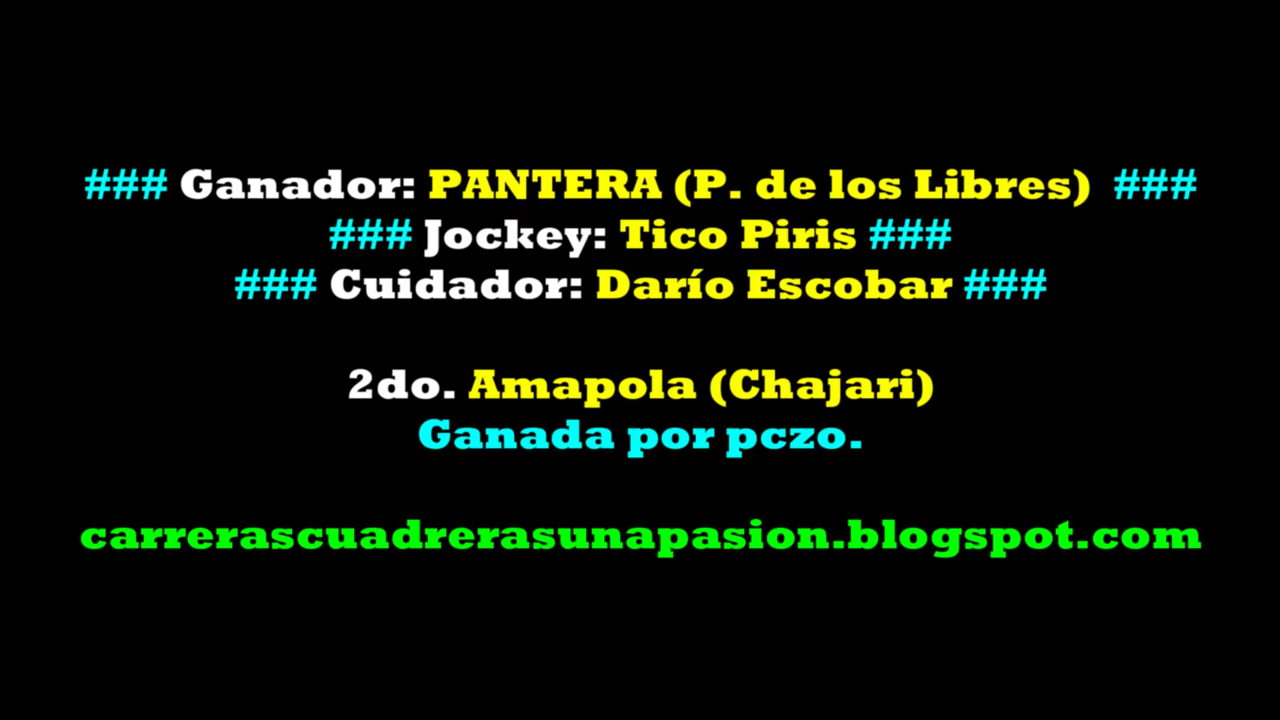 ### Ganador: PANTERA (P. de los Libres) ###
### Jockey: Tico Piris ###
### Cuidador: Darío Escobar ###
2do. Amapola (Chajari)
Ganada por pczo.
carrerascuadrerasunapasion.blogspot.com